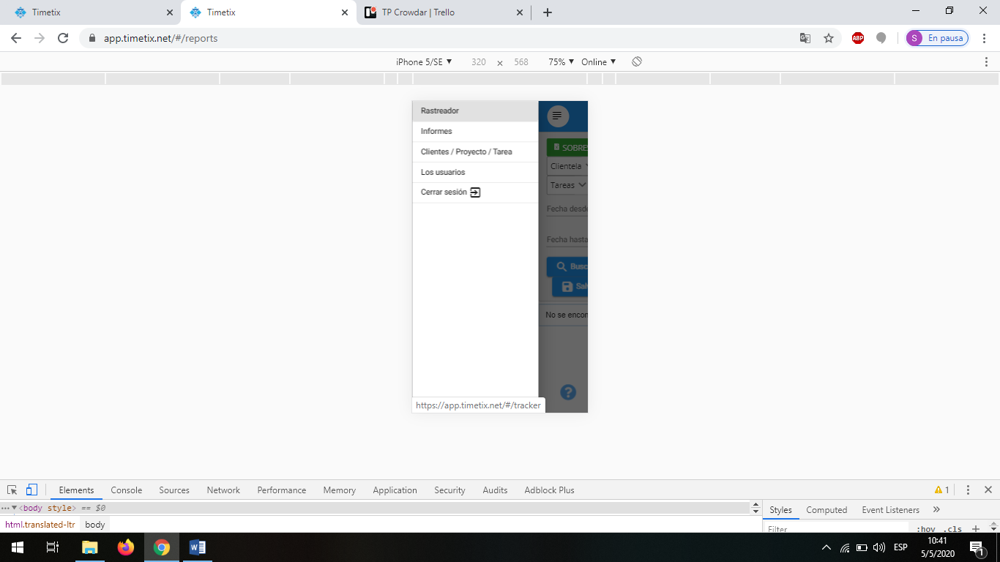 Timetix
Timetix
TP Crowdar | Trello
app.timetix.net/#/reports
ABP
S
En pausa
iPhone 5/SE
320
×
568
75%
Online
Rastreador
Informes
Clientes / Proyecto / Tarea
Los usuarios
Cerrar sesión
SOBRE
Clientela
Tareas
Fecha desde
Fecha hasta
Busc
No se encon
https://app.timetix.net/#/tracker
Elements Console Sources Network Performance Memory Application Security Audits Adblock Plus
1
<body style> == $0
html.translated-ltr body
Styles Computed Event Listeners
Filter :hov .cls +
ESP
10:41
5/5/2020
1